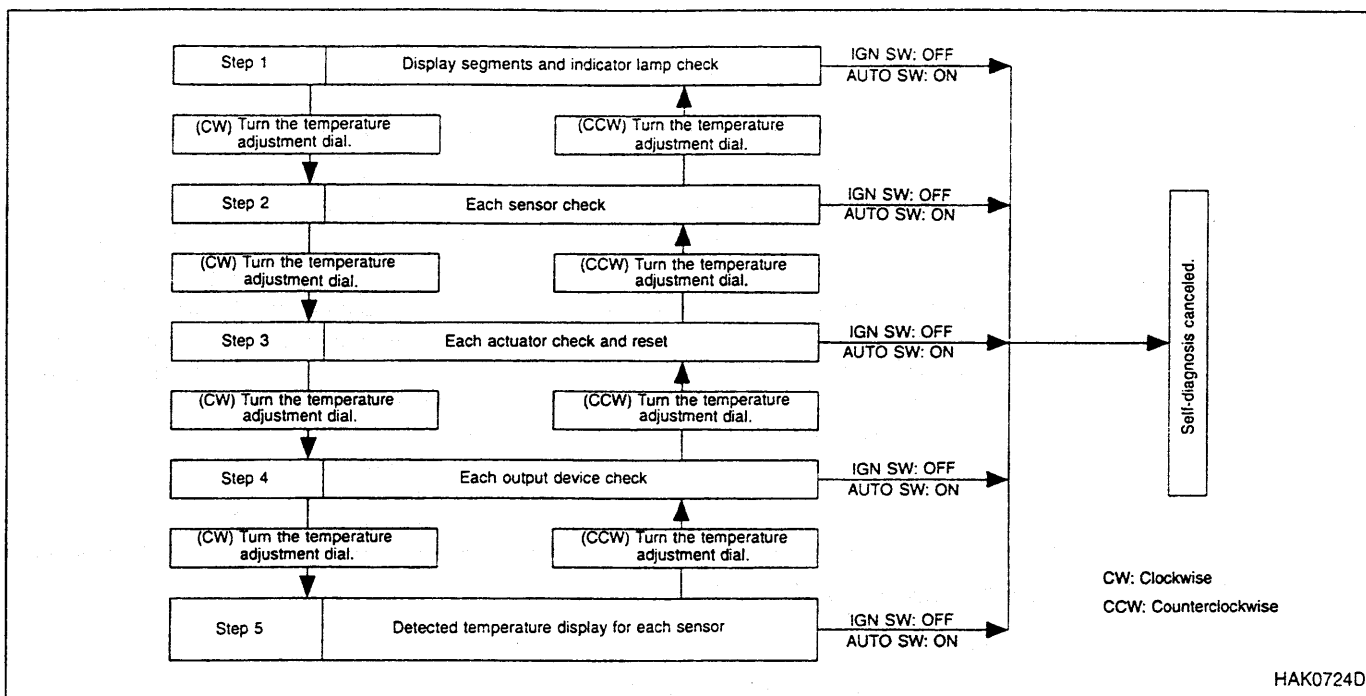 Step 1 Display segments and indicator lamp check
IGN SW: OFF
AUTO SW: ON
(CW) Turn the temperature
adjustment dial.
(CCW) Turn the temperature
adjustment dial.
Step 2 Each sensor check
IGN SW: OFF
AUTO SW: ON
(CW) Turn the temperature
adjustment dial.
(CCW) Turn the temperature
adjustment dial.
Step 3 Each actuator check and reset
IGN SW: OFF
AUTO SW: ON
Self-diagnosis canceled.
(CW) Turn the temperature
adjustment dial.
(CCW) Turn the temperature
adjustment dial.
Step 4 Each output device check
IGN SW: OFF
AUTO SW: ON
(CW) Turn the temperature
adjustment dial.
(CCW) Turn the temperature
adjustment dial.
Step 5 Detected temperature display for each sensor
IGN SW: OFF
AUTO SW: ON
CW: Clockwise
CCW: Counterclockwise
HAK0724D